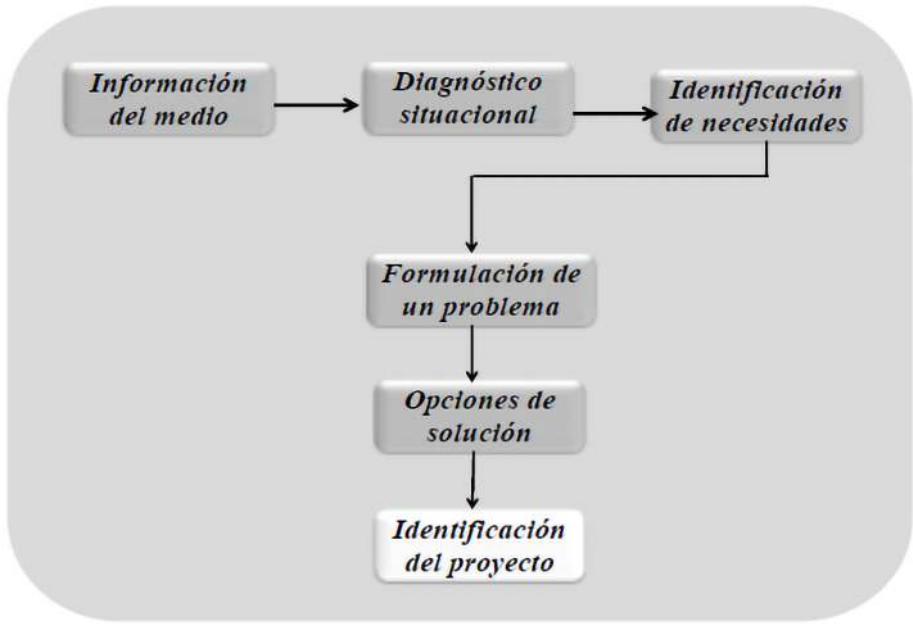 Información
del medio
Diagnóstico
situacional
Identificación
de necesidades
Formulación de
un problema
Opciones de
solución
Identificación
del proyecto